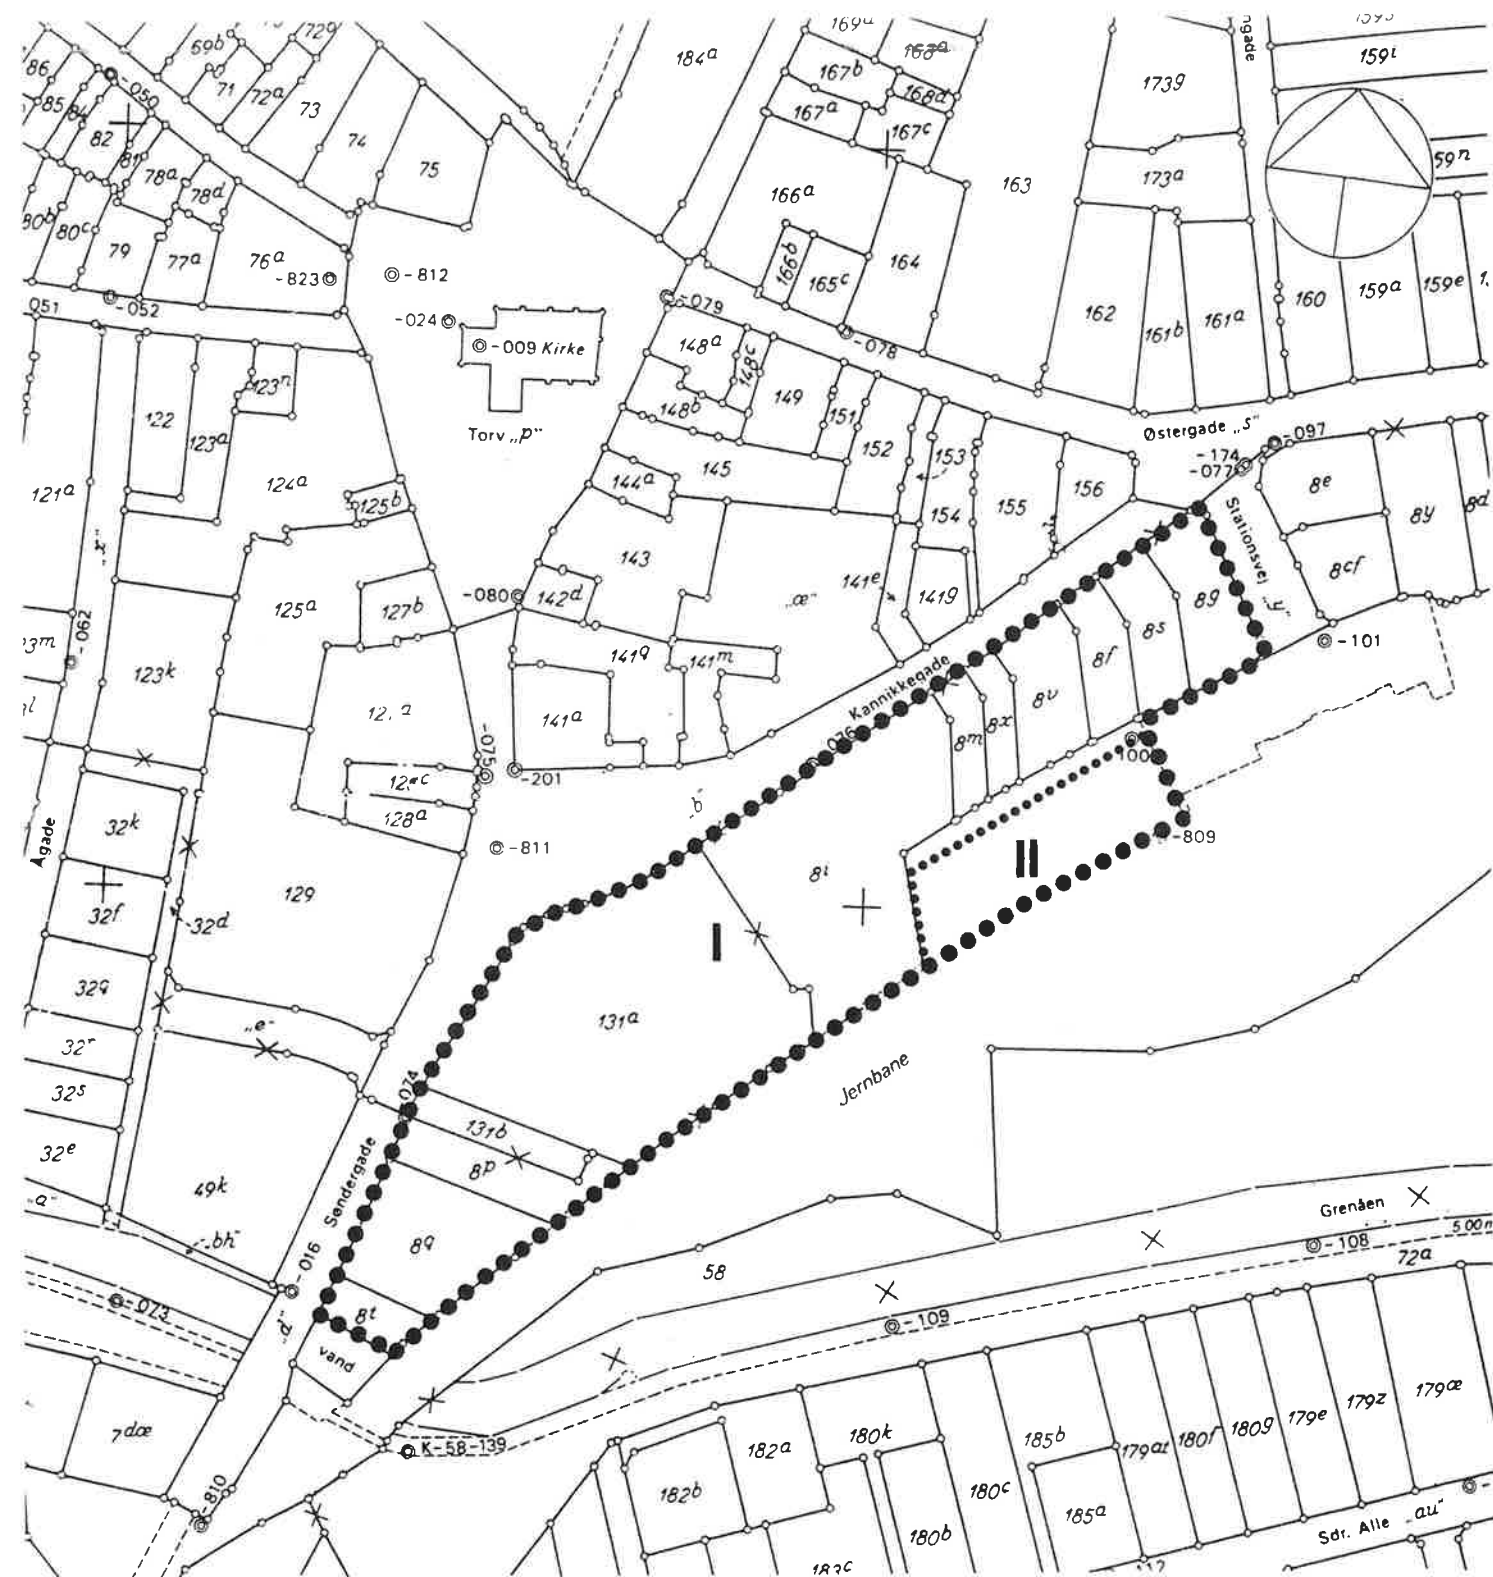 69b
729
169a
168a
159i
86
71
72a
73
184a
167b
168d
1739
-050
85
84
82
74
167a
167c
81
78a
75
163
173a
59n
78d
166a
80b
80c
79
77a
76a
-823
-812
166b
165c
164
162
161b
161a
160
159a
159e
051
-052
-024
-009 Kirke
-079
-078
148a
148c
123n
122
123a
148b
149
151
152
153
Torv „p“
Østergade „s“
-097
-174
-077
121a
124a
125b
144a
145
154
155
156
8e
8y
8d
„r“
143
141e
1419
Stationsvej „h“
8cf
-062
125a
127b
-080
142d
„æ“
89
8s
-101
3m
123k
1419
141m
8f
Kannikkegade
8v
141a
8x
8m
-076
100
-075
-201
128a
„b“
-809
Ågade
32k
-811
8i
II
129
32f
32d
I
32q
131a
„e“
Jernbane
32r
32s
-074
131b
8p
32e
„a“
49k
Søndergade
Grenåen
„bh“
-016
8q
58
-108
500m
72a
-073
„d“
8t
-109
vand
7dæ
K-58-139
182a
180k
185b
179at
180f
1809
179e
179z
179æ
-810
182b
180c
185a
180b
Sdr. Alle „au“